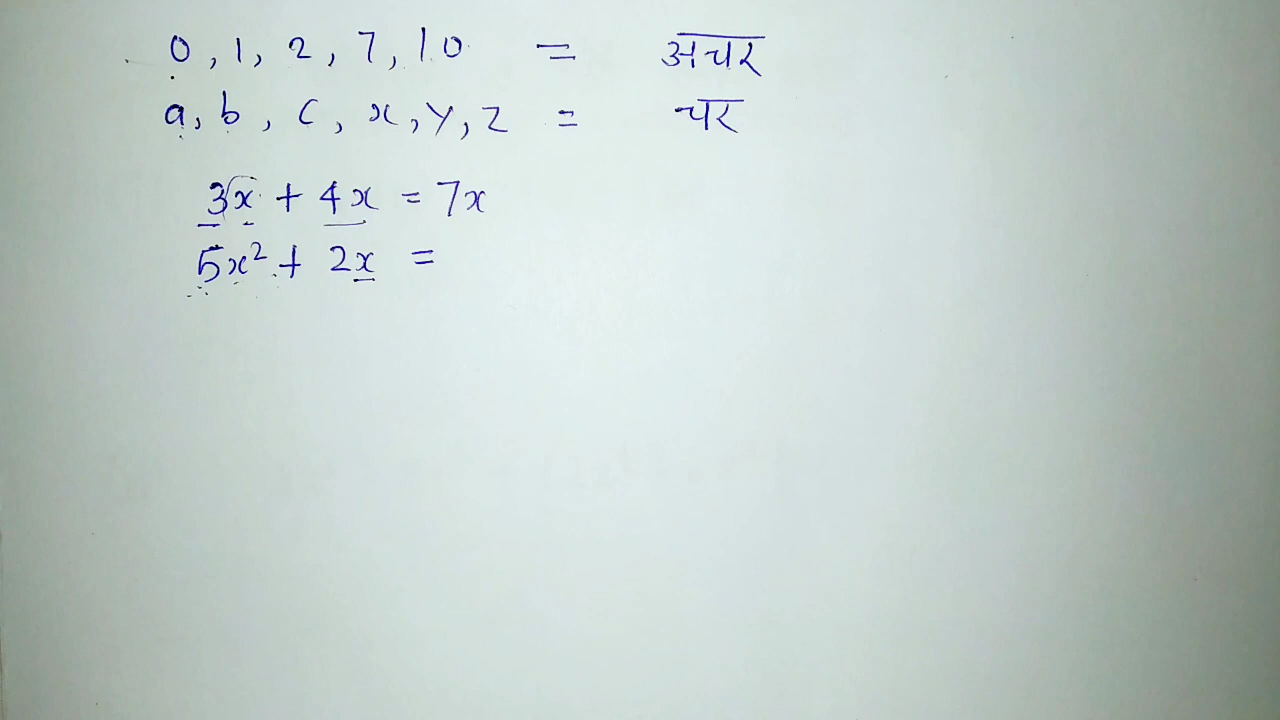 0, 1, 2, 7, 10 = अचर
a, b, c, x, y, z = चर
3x + 4x = 7x
5x² + 2x =